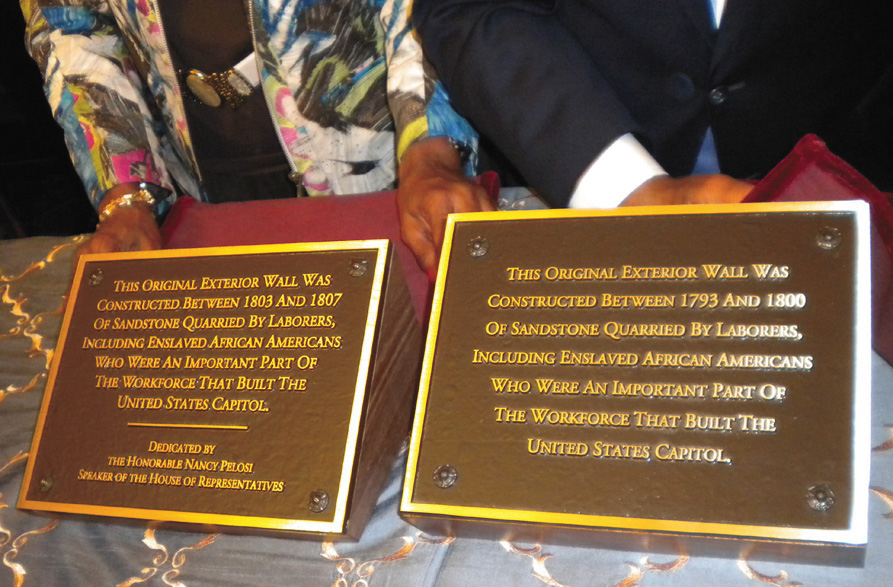 This Original Exterior Wall Was
Constructed Between 1803 And 1807
Of Sandstone Quarried By Laborers,
Including Enslaved African Americans
Who Were An Important Part Of
The Workforce That Built The
United States Capitol.
Dedicated by
the Honorable Nancy Pelosi
Speaker of the House of Representatives
This Original Exterior Wall Was
Constructed Between 1793 And 1800
Of Sandstone Quarried By Laborers,
Including Enslaved African Americans
Who Were An Important Part Of
The Workforce That Built The
United States Capitol.